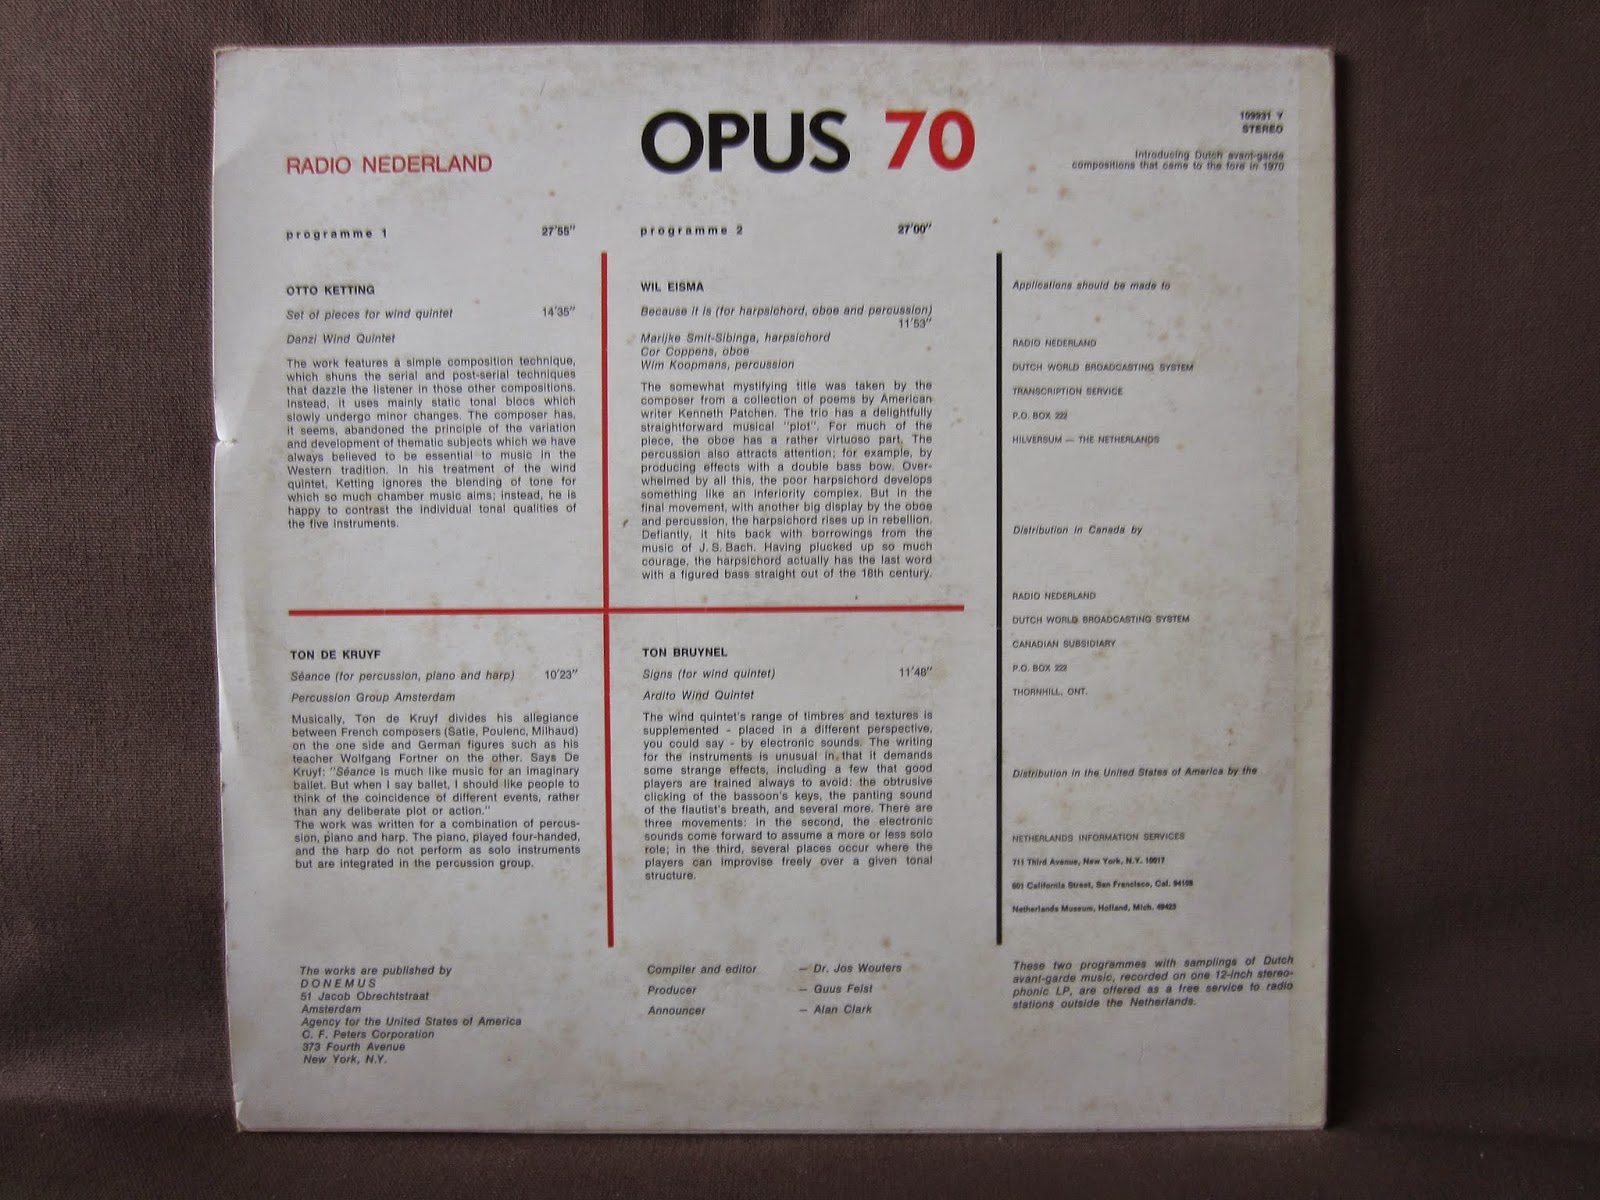 RADIO NEDERLAND
OPUS 70
109931 Y
STEREO
Introducing Dutch avant-garde
compositions that came to the fore in 1970
programme 1 27'55"
OTTO KETTING
Set of pieces for wind quintet 14'35"
Danzi Wind Quintet
The work features a simple composition technique,
which shuns the serial and post-serial techniques
that dazzle the listener in those other compositions.
Instead, it uses mainly static tonal blocs which
slowly undergo minor changes. The composer has,
it seems, abandoned the principle of the variation
and development of thematic subjects which we have
always believed to be essential to music in the
Western tradition. In his treatment of the wind
quintet, Ketting ignores the blending of tone for
which so much chamber music aims; instead, he is
happy to contrast the individual tonal qualities of
the five instruments.
TON DE KRUYF
Séance (for percussion, piano and harp) 10'23"
Percussion Group Amsterdam
Musically, Ton de Kruyf divides his allegiance
between French composers (Satie, Poulenc, Milhaud)
on the one side and German figures such as his
teacher Wolfgang Fortner on the other. Says De
Kruyf: "Séance is much like music for an imaginary
ballet. But when I say ballet, I should like people to
think of the coincidence of different events, rather
than any deliberate plot or action."
The work was written for a combination of percus-
sion, piano and harp. The piano, played four-handed,
and the harp do not perform as solo instruments
but are integrated in the percussion group.
programme 2 27'00"
WIL EISMA
Because it is (for harpsichord, oboe and percussion)
11'53"
Marijke Smit-Sibinga, harpsichord
Cor Coppens, oboe
Wim Koopmans, percussion
The somewhat mystifying title was taken by the
composer from a collection of poems by American
writer Kenneth Patchen. The trio has a delightfully
straightforward musical "plot". For much of the
piece, the oboe has a rather virtuoso part. The
percussion also attracts attention; for example, by
producing effects with a double bass bow. Over-
whelmed by all this, the poor harpsichord develops
something like an inferiority complex. But in the
final movement, with another big display by the oboe
and percussion, the harpsichord rises up in rebellion.
Defiantly, it hits back with borrowings from the
music of J. S. Bach. Having plucked up so much
courage, the harpsichord actually has the last word
with a figured bass straight out of the 18th century.
TON BRUYNEL
Signs (for wind quintet) 11'48"
Ardito Wind Quintet
The wind quintet's range of timbres and textures is
supplemented - placed in a different perspective,
you could say - by electronic sounds. The writing
for the instruments is unusual in that it demands
some strange effects, including a few that good
players are trained always to avoid: the obtrusive
clicking of the bassoon's keys, the panting sound
of the flautist's breath, and several more. There are
three movements: in the second, the electronic
sounds come forward to assume a more or less solo
role; in the third, several places occur where the
players can improvise freely over a given tonal
structure.
Applications should be made to
RADIO NEDERLAND
DUTCH WORLD BROADCASTING SYSTEM
TRANSCRIPTION SERVICE
P.O. BOX 222
HILVERSUM — THE NETHERLANDS
Distribution in Canada by
RADIO NEDERLAND
DUTCH WORLD BROADCASTING SYSTEM
CANADIAN SUBSIDIARY
P.O. BOX 222
THORNHILL, ONT.
Distribution in the United States of America by the
NETHERLANDS INFORMATION SERVICES
711 Third Avenue, New York, N.Y. 10017
601 California Street, San Francisco, Cal. 94108
Netherlands Museum, Holland, Mich. 49423
The works are published by
DONEMUS
51 Jacob Obrechtstraat
Amsterdam
Agency for the United States of America
C. F. Peters Corporation
373 Fourth Avenue
New York, N.Y.
Compiler and editor — Dr. Jos Wouters
Producer — Guus Feist
Announcer — Alan Clark
These two programmes with samplings of Dutch
avant-garde music, recorded on one 12-inch stereo-
phonic LP, are offered as a free service to radio
stations outside the Netherlands.